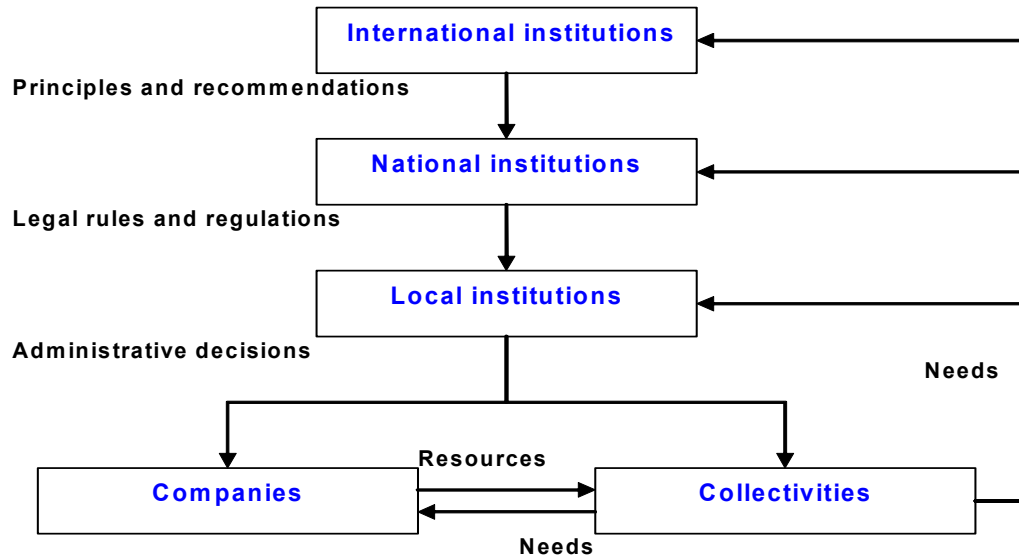 International institutions
Principles and recommendations
National institutions
Legal rules and regulations
Local institutions
Administrative decisions
Needs
Resources
Companies
Collectivities
Needs